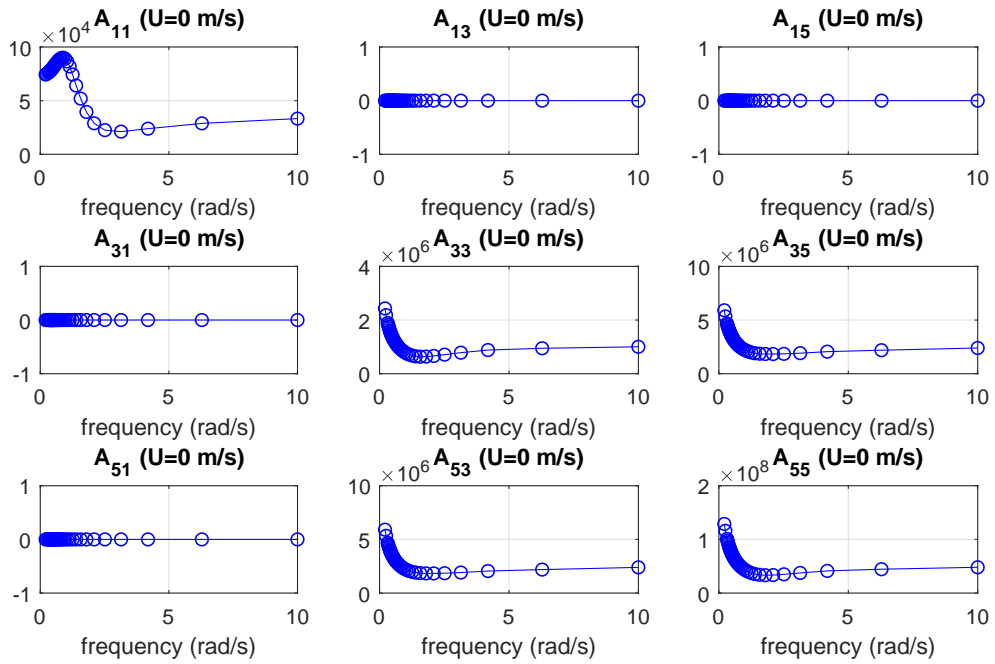 A11 (U=0 m/s) A13 (U=0 m/s) A15 (U=0 m/s)
×10^4
10 1 1
5 0 0
0 -1 -1
0 5 10 0 5 10 0 5 10
frequency (rad/s) frequency (rad/s) frequency (rad/s)
A31 (U=0 m/s) A33 (U=0 m/s) A35 (U=0 m/s)
×10^6 ×10^6
1 4 10
0 2 5
-1 0 0
0 5 10 0 5 10 0 5 10
frequency (rad/s) frequency (rad/s) frequency (rad/s)
A51 (U=0 m/s) A53 (U=0 m/s) A55 (U=0 m/s)
×10^6 ×10^8
1 10 2
0 5 1
-1 0 0
0 5 10 0 5 10 0 5 10
frequency (rad/s) frequency (rad/s) frequency (rad/s)